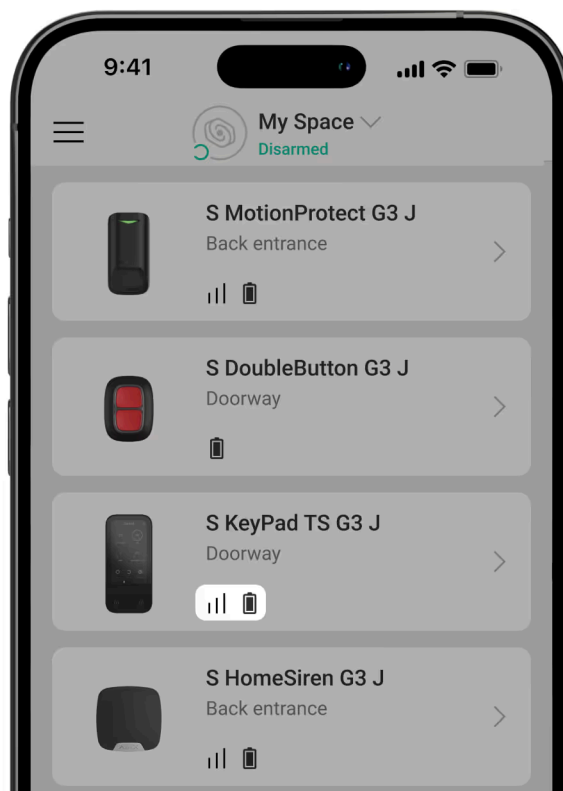 9:41
My Space
Disarmed
S MotionProtect G3 J
Back entrance
S DoubleButton G3 J
Doorway
S KeyPad TS G3 J
Doorway
S HomeSiren G3 J
Back entrance